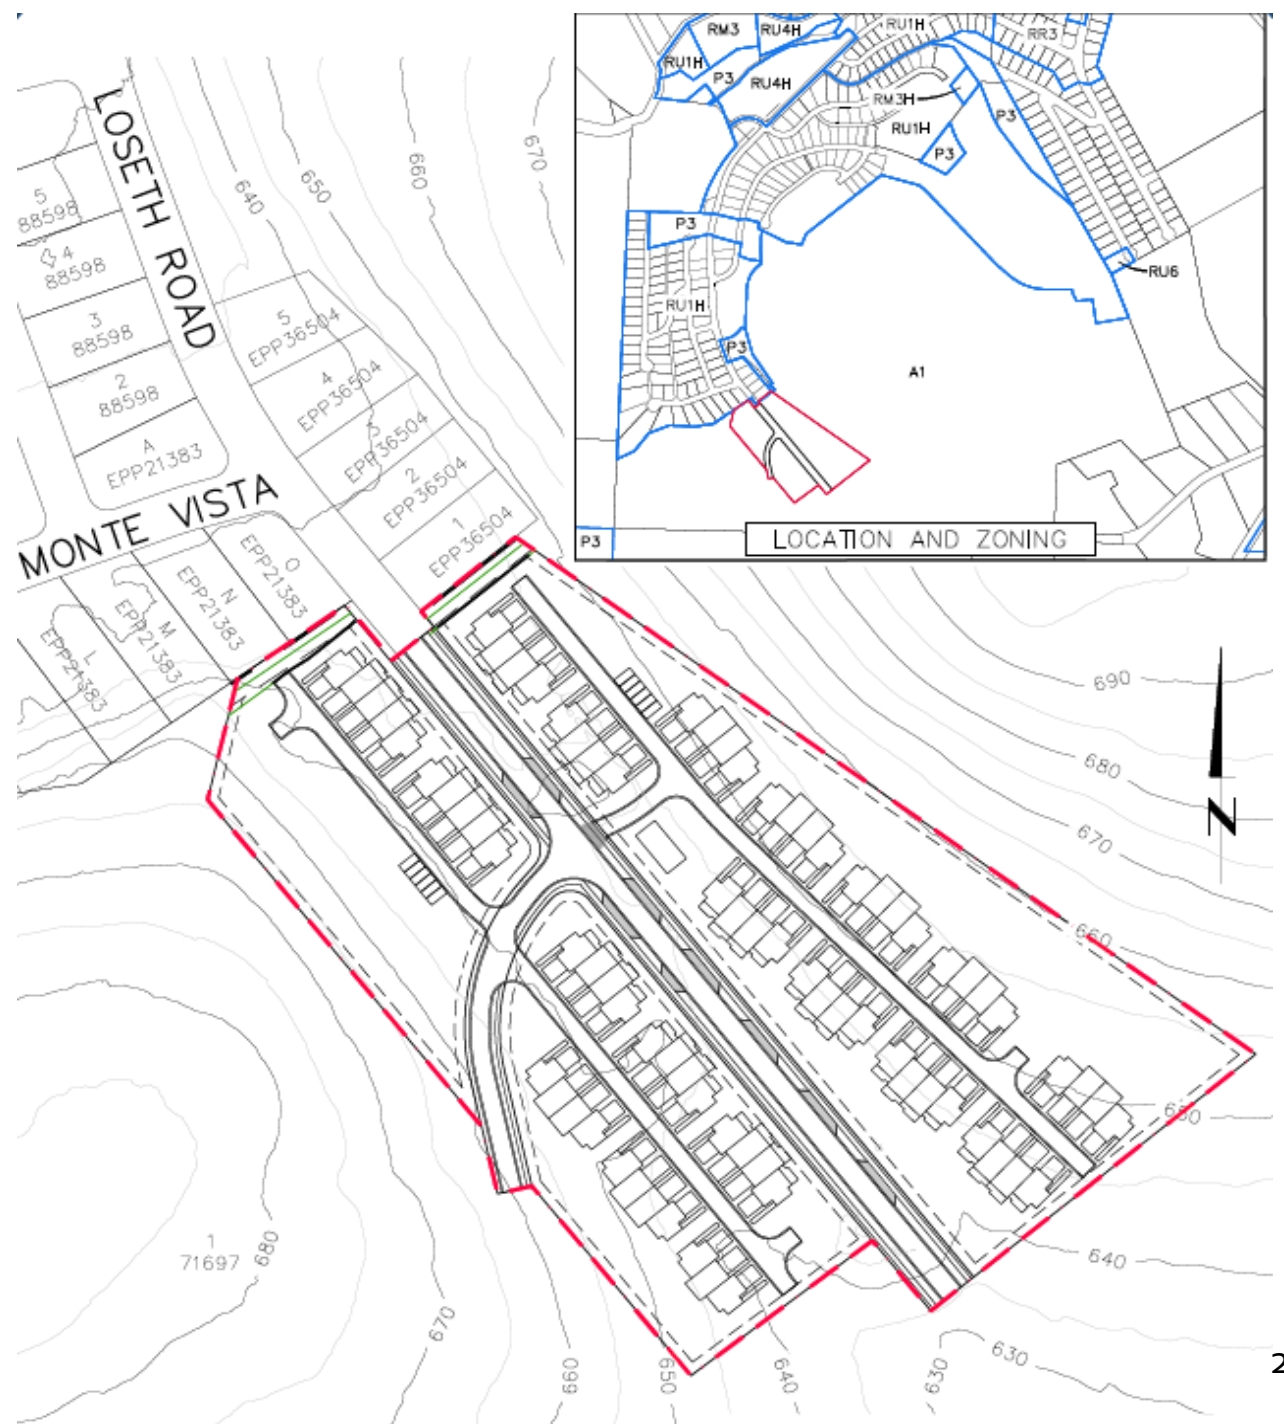 RM3
RU4H
RU1H
RR3
RU1H
P3
RU4H
RM3H
P3
RU1H
P3
P3
RU6
RU1H
P3
A1
P3
LOCATION AND ZONING
LOSETH ROAD
MONTE VISTA
5
88598
4
88598
3
88598
2
88598
A
EPP21383
5
EPP36504
4
EPP36504
3
EPP36504
2
EPP36504
1
EPP36504
O
EPP21383
N
EPP21383
M
EPP21383
L
EPP21383
640
650
660
670
690
680
670
660
660
640
630
630
640
650
660
670
680
1
71697
N
2